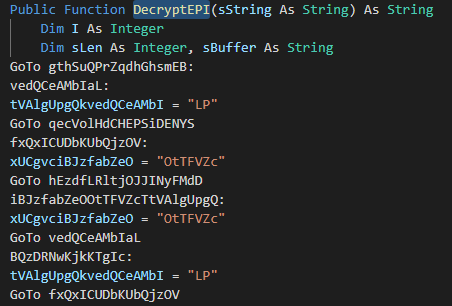 Public Function DecryptEPI(sString As String) As String
Dim I As Integer
Dim sLen As Integer, sBuffer As String
GoTo gthSuQPrZqdhGhsmEB:
vedQCeAMbIaL:
tVAlgUpgQkvedQCeAMbI = "LP"
GoTo qecVolHdCHEPSiDENYS
fxQxICUDbKUbQjzOV:
xUCgvciBJzfabZeO = "OtTFVZc"
GoTo hEzdfLRltjOJJINyFMdD
iBJzfabZeOOtTFVZcTtVAlgUpgQ:
xUCgvciBJzfabZeO = "OtTFVZc"
GoTo vedQCeAMbIaL
BQzDRNwKjkKTgIc:
tVAlgUpgQkvedQCeAMbI = "LP"
GoTo fxQxICUDbKUbQjzOV